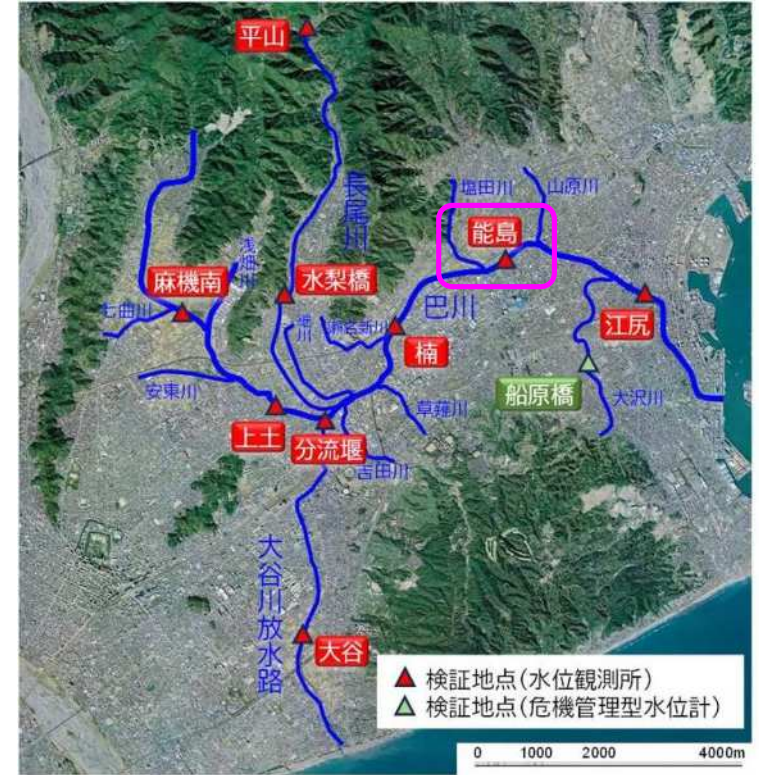 平山
長尾川
塩田川
山原川
能島
浅畑川
麻機南
水梨橋
巴川
七曲川
江尻
楠
船原橋
大沢川
安東川
草薙川
上土
分流堰
吉田川
大谷川放水路
大谷
検証地点(水位観測所)
検証地点(危機管理型水位計)
0 1000 2000 4000m